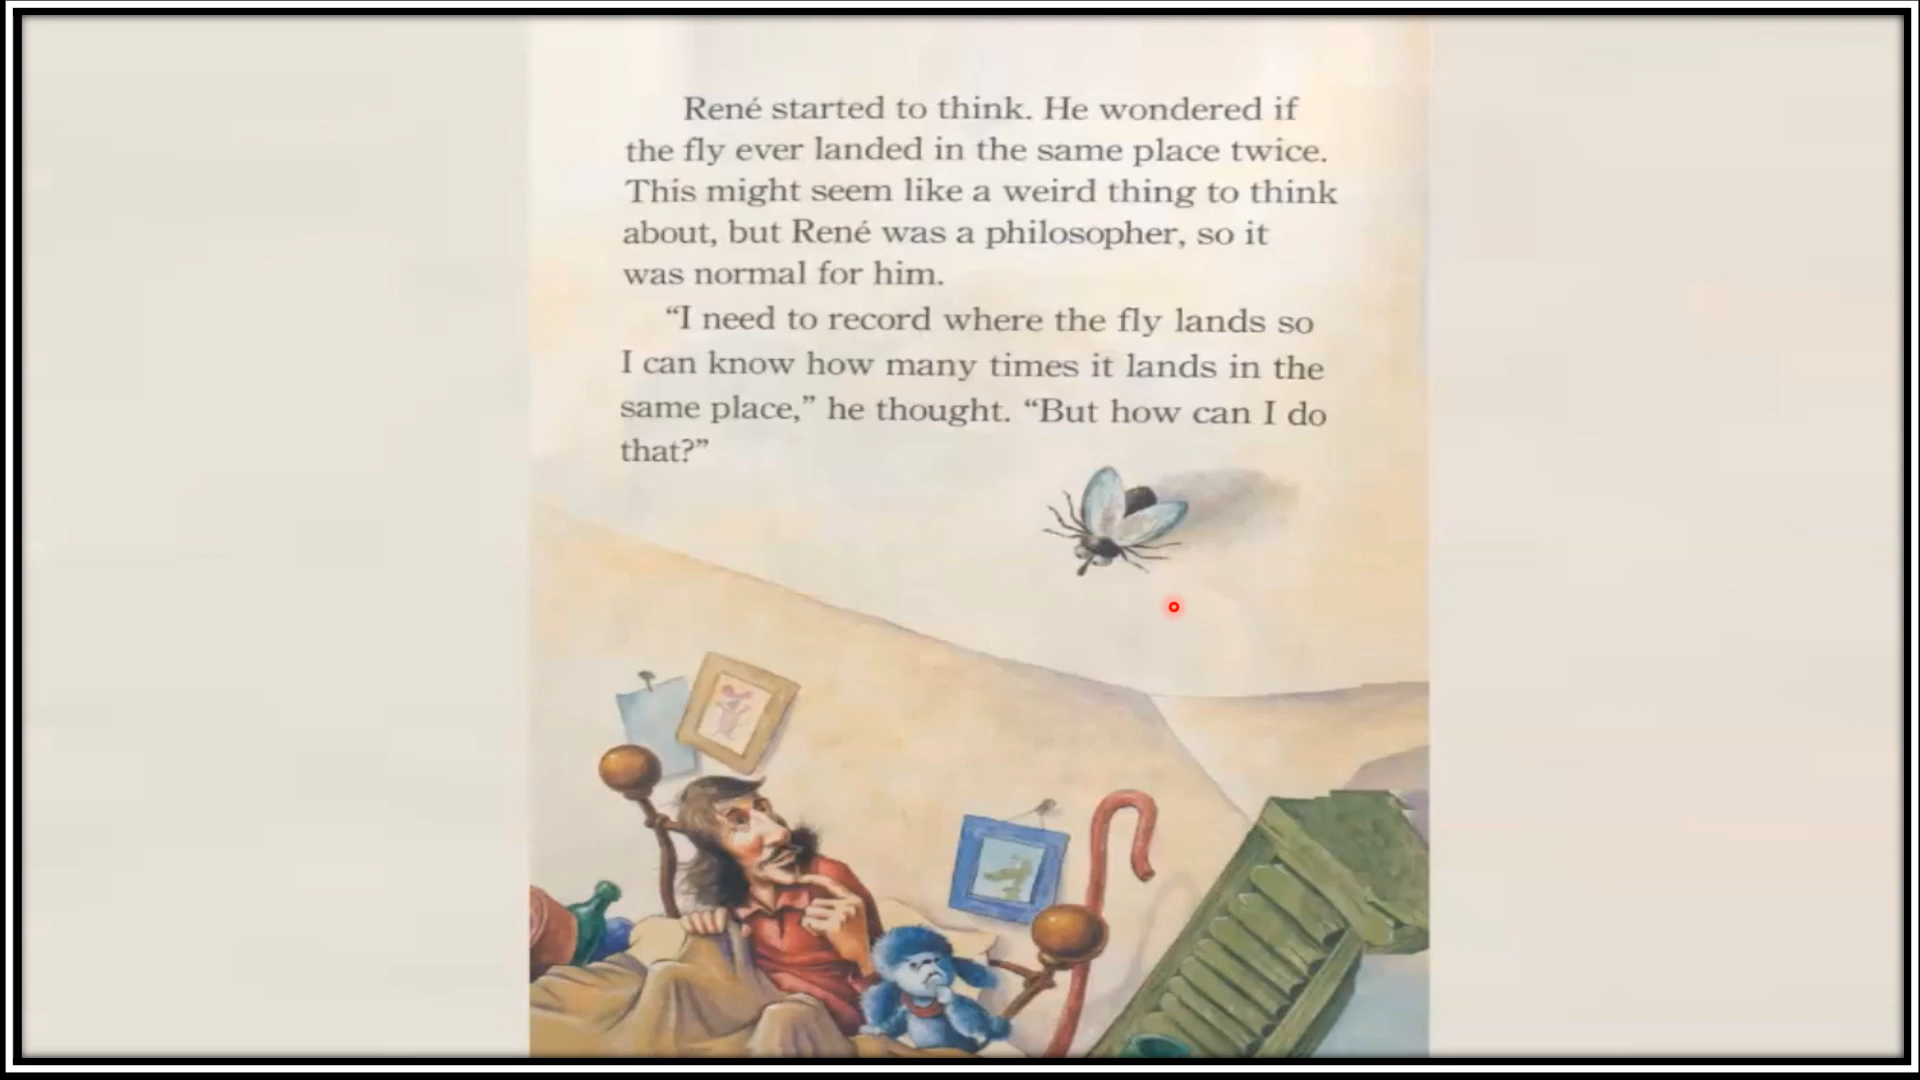 René started to think. He wondered if
the fly ever landed in the same place twice.
This might seem like a weird thing to think
about, but René was a philosopher, so it
was normal for him.
“I need to record where the fly lands so
I can know how many times it lands in the
same place,” he thought. “But how can I do
that?”